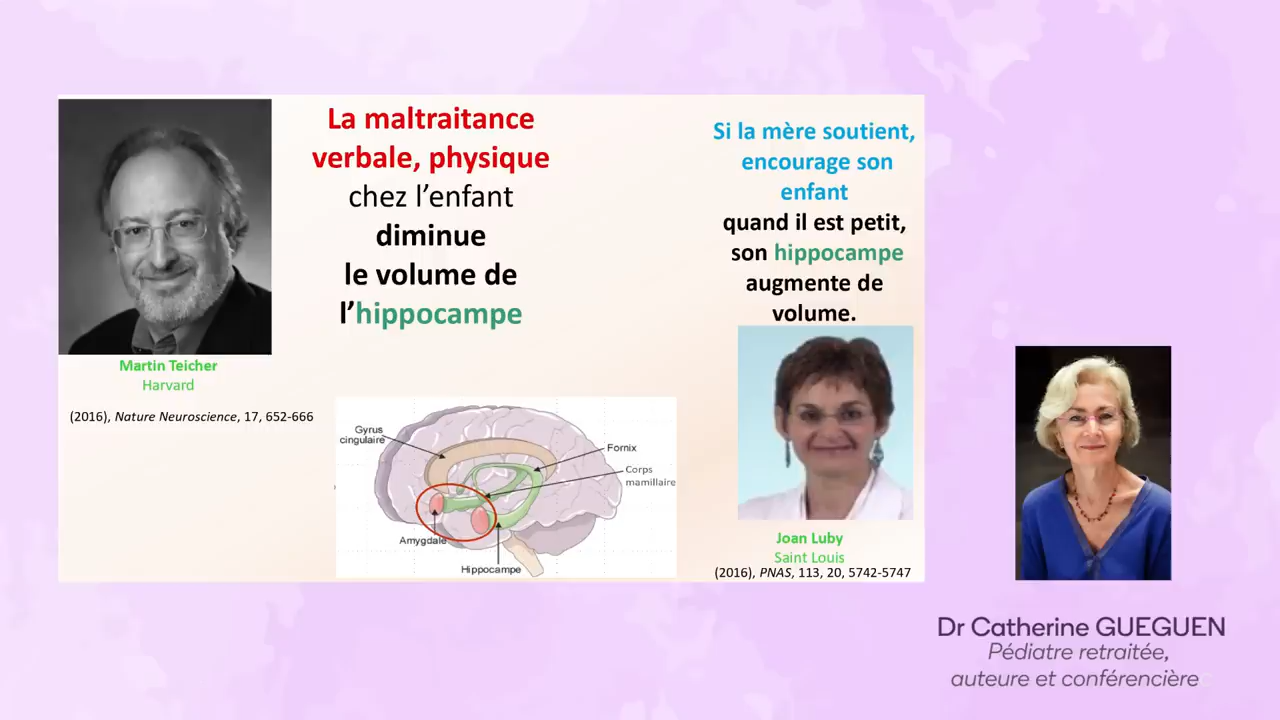 La maltraitance
verbale, physique
chez l'enfant
diminue
le volume de
l'hippocampe
Martin Teicher
Harvard
(2016), Nature Neuroscience, 17, 652-666
Gyrus
cingulaire
Fornix
Corps
mamillaire
Amygdale
Hippocampe
Si la mère soutient,
encourage son
enfant
quand il est petit,
son hippocampe
augmente de
volume.
Joan Luby
Saint Louis
(2016), PNAS, 113, 20, 5742-5747
Dr Catherine GUEGUEN
Pédiatre retraitée,
auteure et conférencière